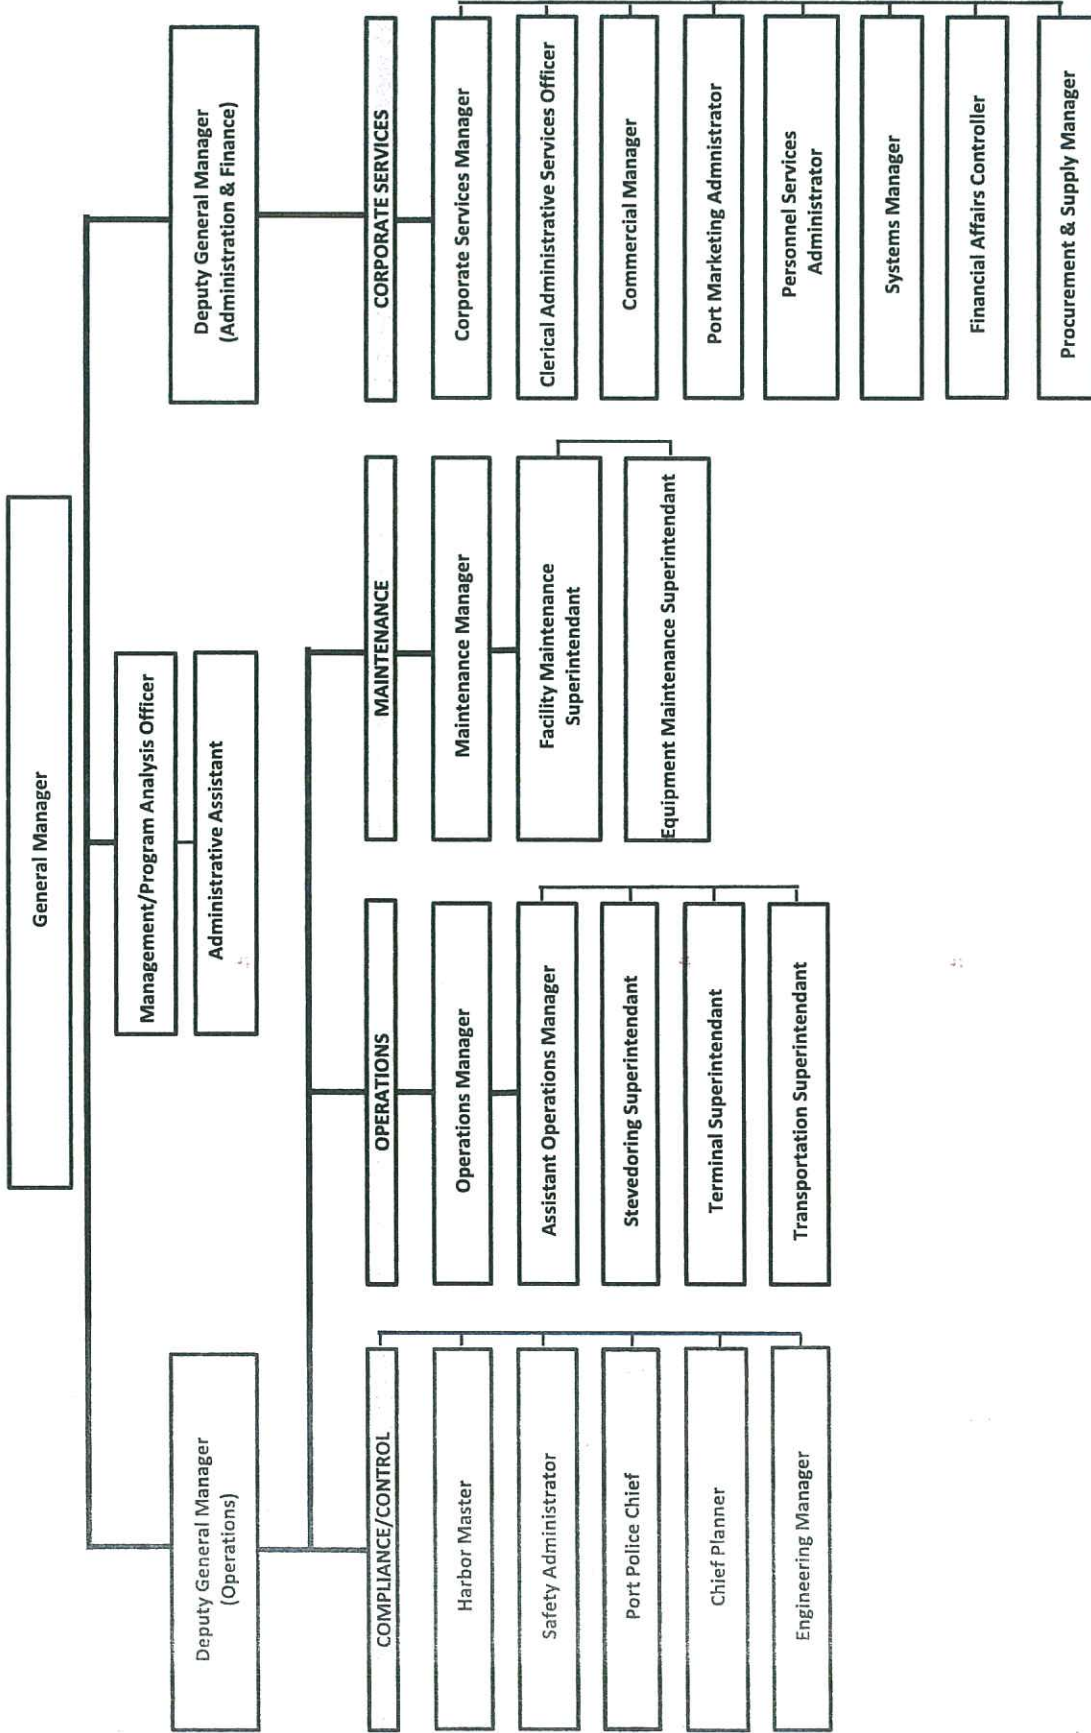 General Manager
Management/Program Analysis Officer
Administrative Assistant
Deputy General Manager
(Operations)
Deputy General Manager
(Administration & Finance)
COMPLIANCE/CONTROL
Harbor Master
Safety Administrator
Port Police Chief
Chief Planner
Engineering Manager
OPERATIONS
Operations Manager
Assistant Operations Manager
Stevedoring Superintendant
Terminal Superintendant
Transportation Superintendant
MAINTENANCE
Maintenance Manager
Facility Maintenance
Superintendant
Equipment Maintenance Superintendant
CORPORATE SERVICES
Corporate Services Manager
Clerical Administrative Services Officer
Commercial Manager
Port Marketing Admnistrator
Personnel Services
Administrator
Systems Manager
Financial Affairs Controller
Procurement & Supply Manager